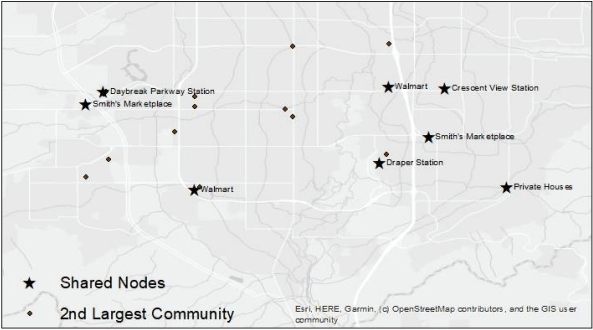 Walmart
Crescent View Station
Daybreak Parkway Station
Smith's Marketplace
Smith's Marketplace
Draper Station
Walmart
Private Houses
Shared Nodes
2nd Largest Community
Esri, HERE, Garmin, (c) OpenStreetMap contributors, and the GIS user
community